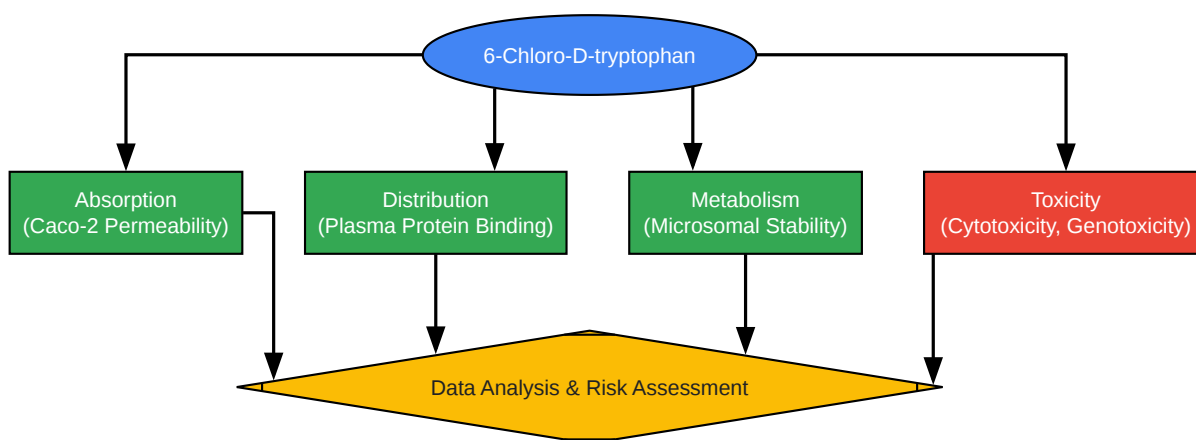 6-Chloro-D-tryptophan
Absorption
(Caco-2 Permeability)
Distribution
(Plasma Protein Binding)
Metabolism
(Microsomal Stability)
Toxicity
(Cytotoxicity, Genotoxicity)
Data Analysis & Risk Assessment